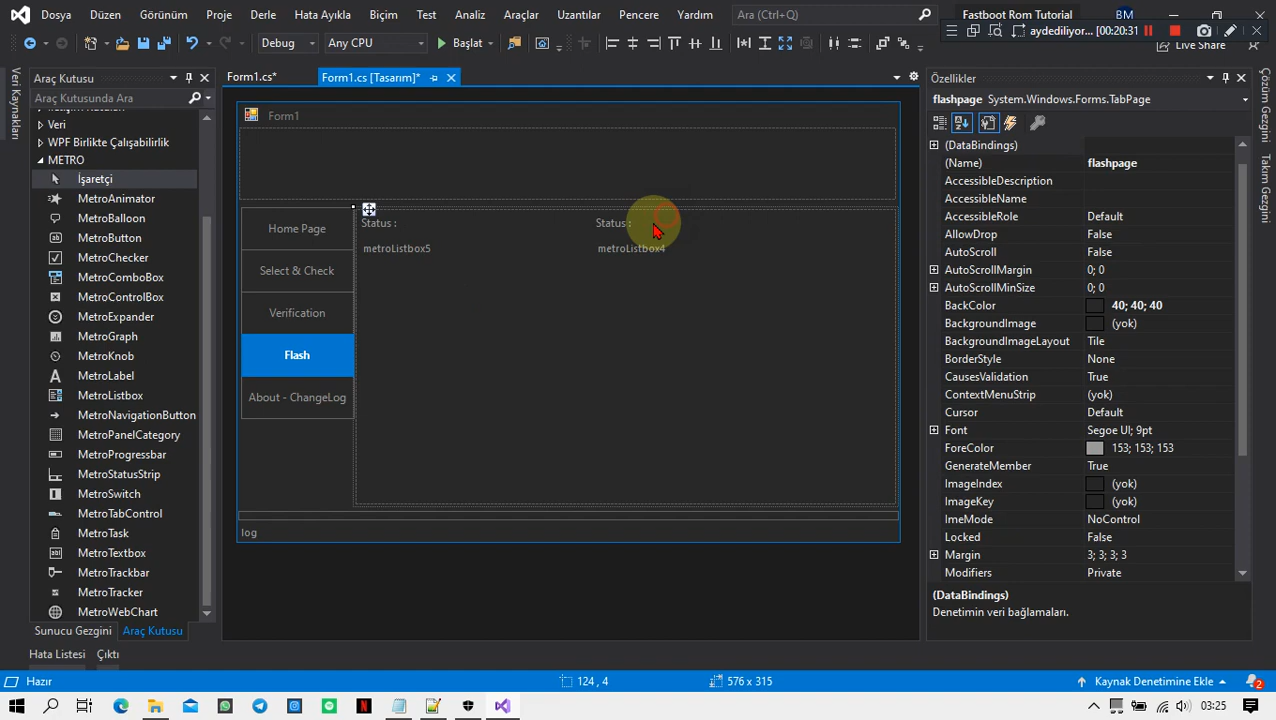 Dosya Düzen Görünüm Proje Derle Hata Ayıkla Biçim Test Analiz Araçlar Uzantılar Pencere Yardım Ara (Ctrl+Q) Fastboot Rom Tutorial BM
aydediliyor... [00:20:31]
Debug Any CPU Başlat Live Share
Veri Kaynakları
Araç Kutusu
Araç Kutusunda Ara
Veri
WPF Birlikte Çalışabilirlik
METRO
İşaretçi
MetroAnimator
MetroBalloon
MetroButton
MetroChecker
MetroComboBox
MetroControlBox
MetroExpander
MetroGraph
MetroKnob
MetroLabel
MetroListbox
MetroNavigationButton
MetroPanelCategory
MetroProgressbar
MetroStatusStrip
MetroSwitch
MetroTabControl
MetroTask
MetroTextbox
MetroTrackbar
MetroTracker
MetroWebChart
Sunucu Gezgini Araç Kutusu
Hata Listesi Çıktı
Form1.cs* Form1.cs [Tasarım]*
Form1
Home Page
Select & Check
Verification
Flash
About - ChangeLog
Status : Status :
metroListbox5 metroListbox4
log
Özellikler
flashpage System.Windows.Forms.TabPage
(DataBindings)
(Name) flashpage
AccessibleDescription
AccessibleName
AccessibleRole Default
AllowDrop False
AutoScroll False
AutoScrollMargin 0; 0
AutoScrollMinSize 0; 0
BackColor 40; 40; 40
BackgroundImage (yok)
BackgroundImageLayout Tile
BorderStyle None
CausesValidation True
ContextMenuStrip (yok)
Cursor Default
Font Segoe UI; 9pt
ForeColor 153; 153; 153
GenerateMember True
ImageIndex (yok)
ImageKey (yok)
ImeMode NoControl
Locked False
Margin 3; 3; 3; 3
Modifiers Private
(DataBindings)
Denetimin veri bağlamaları.
Çözüm Gezgini
Takım Gezgini
Hazır 124 , 4 576 x 315 Kaynak Denetimine Ekle 2
03:25